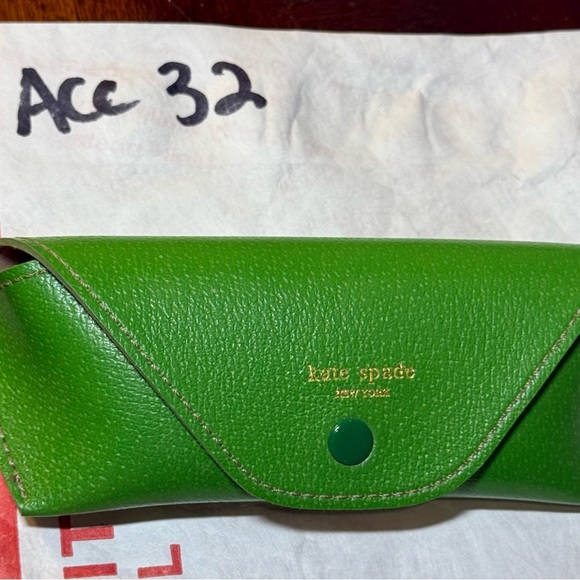 Acc 32
kate spade
NEW YORK